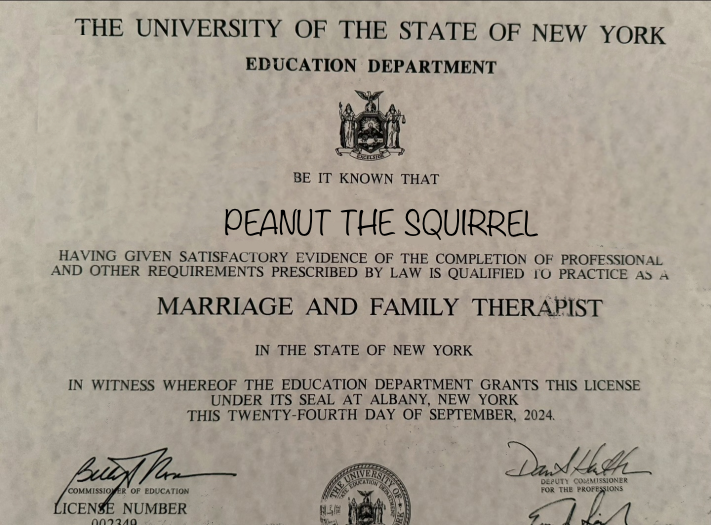 THE UNIVERSITY OF THE STATE OF NEW YORK
EDUCATION DEPARTMENT
EXCELSIOR
BE IT KNOWN THAT
PEANUT THE SQUIRREL
HAVING GIVEN SATISFACTORY EVIDENCE OF THE COMPLETION OF PROFESSIONAL
AND OTHER REQUIREMENTS PRESCRIBED BY LAW IS QUALIFIED TO PRACTICE AS A
MARRIAGE AND FAMILY THERAPIST
IN THE STATE OF NEW YORK
IN WITNESS WHEREOF THE EDUCATION DEPARTMENT GRANTS THIS LICENSE
UNDER ITS SEAL AT ALBANY, NEW YORK
THIS TWENTY-FOURTH DAY OF SEPTEMBER, 2024.
COMMISSIONER OF EDUCATION
DEPUTY COMMISSIONER
FOR THE PROFESSIONS
LICENSE NUMBER
002349
THE UNIVERSITY OF
STATE EDUCATION